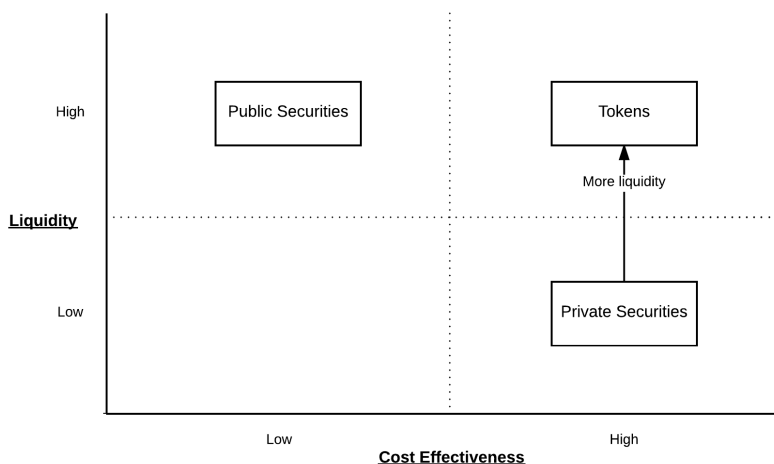 High
Public Securities
Tokens
More liquidity
Liquidity
Low
Private Securities
Low
High
Cost Effectiveness